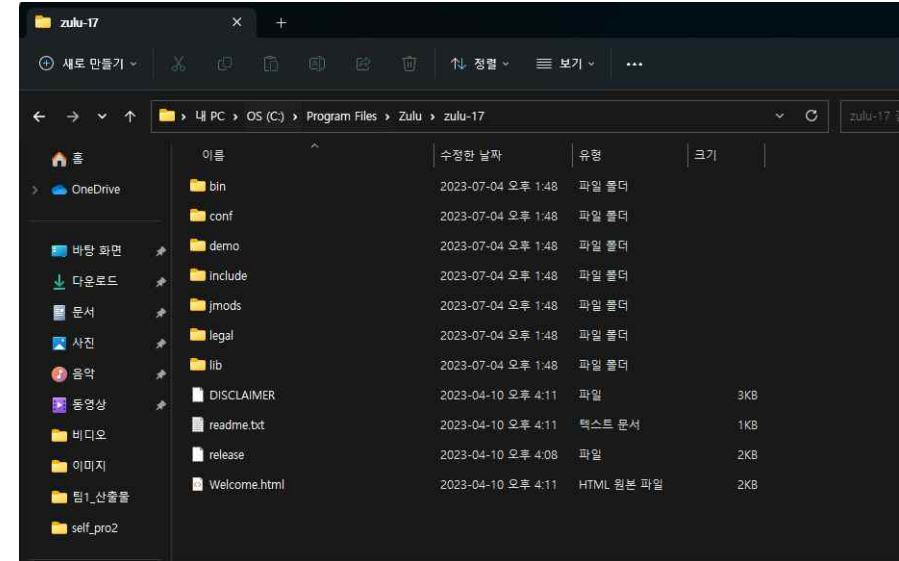 zulu-17
새로 만들기
정렬
보기
내 PC > OS (C:) > Program Files > Zulu > zulu-17
zulu-17
이름 수정한 날짜 유형 크기
홈
OneDrive
바탕 화면
다운로드
문서
사진
음악
동영상
비디오
이미지
팀1_산출물
self_pro2
bin 2023-07-04 오후 1:48 파일 폴더
conf 2023-07-04 오후 1:48 파일 폴더
demo 2023-07-04 오후 1:48 파일 폴더
include 2023-07-04 오후 1:48 파일 폴더
jmods 2023-07-04 오후 1:48 파일 폴더
legal 2023-07-04 오후 1:48 파일 폴더
lib 2023-07-04 오후 1:48 파일 폴더
DISCLAIMER 2023-04-10 오후 4:11 파일 3KB
readme.txt 2023-04-10 오후 4:11 텍스트 문서 1KB
release 2023-04-10 오후 4:08 파일 2KB
Welcome.html 2023-04-10 오후 4:11 HTML 원본 파일 2KB